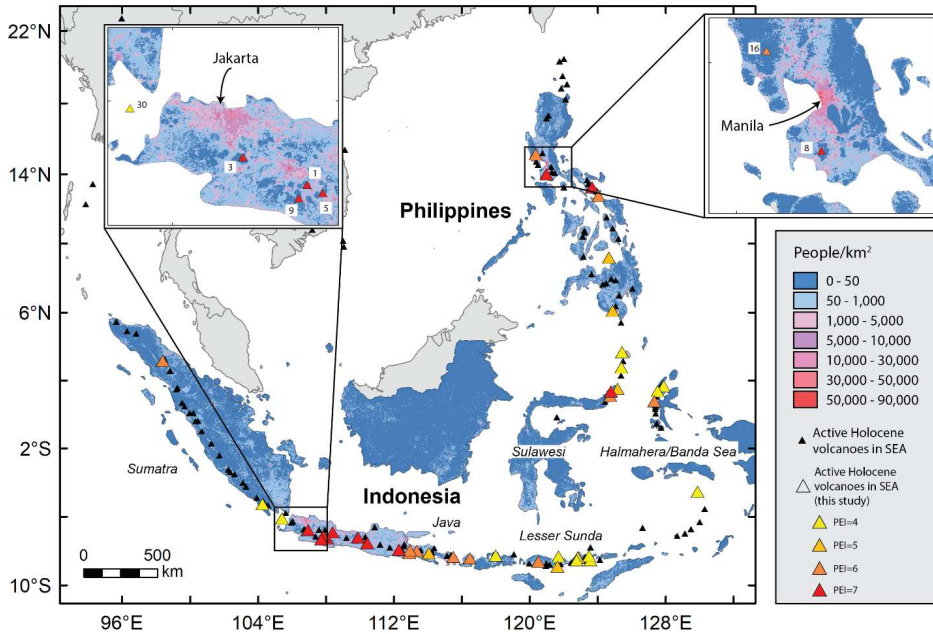 22°N
14°N
6°N
2°S
10°S
96°E
104°E
112°E
120°E
128°E
Jakarta
30
3
1
9
5
16
Manila
8
Philippines
Indonesia
Sumatra
Java
Sulawesi
Halmahera/Banda Sea
Lesser Sunda
0
500
km
People/km²
0 - 50
50 - 1,000
1,000 - 5,000
5,000 - 10,000
10,000 - 30,000
30,000 - 50,000
50,000 - 90,000
Active Holocene
volcanoes in SEA
Active Holocene
volcanoes in SEA
(this study)
PEI=4
PEI=5
PEI=6
PEI=7